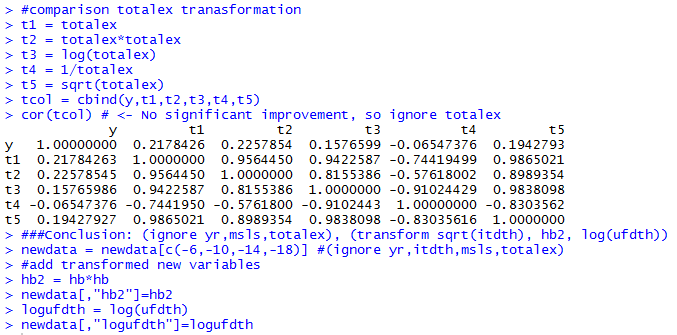 > #comparison totalex tranasformation
> t1 = totalex
> t2 = totalex*totalex
> t3 = log(totalex)
> t4 = 1/totalex
> t5 = sqrt(totalex)
> tcol = cbind(y,t1,t2,t3,t4,t5)
> cor(tcol) # <- No significant improvement, so ignore totalex
y t1 t2 t3 t4 t5
y 1.00000000 0.2178426 0.2257854 0.1576599 -0.06547376 0.1942793
t1 0.21784263 1.0000000 0.9564450 0.9422587 -0.74419499 0.9865021
t2 0.22578545 0.9564450 1.0000000 0.8155386 -0.57618002 0.8989354
t3 0.15765986 0.9422587 0.8155386 1.0000000 -0.91024429 0.9838098
t4 -0.06547376 -0.7441950 -0.5761800 -0.9102443 1.00000000 -0.8303562
t5 0.19427927 0.9865021 0.8989354 0.9838098 -0.83035616 1.0000000
> ###Conclusion: (ignore yr,msls,totalex), (transform sqrt(itdth), hb2, log(ufdth))
> newdata = newdata[c(-6,-10,-14,-18)] #(ignore yr,itdth,msls,totalex)
> #add transformed new variables
> hb2 = hb*hb
> newdata[,"hb2"]=hb2
> logufdth = log(ufdth)
> newdata[,"logufdth"]=logufdth